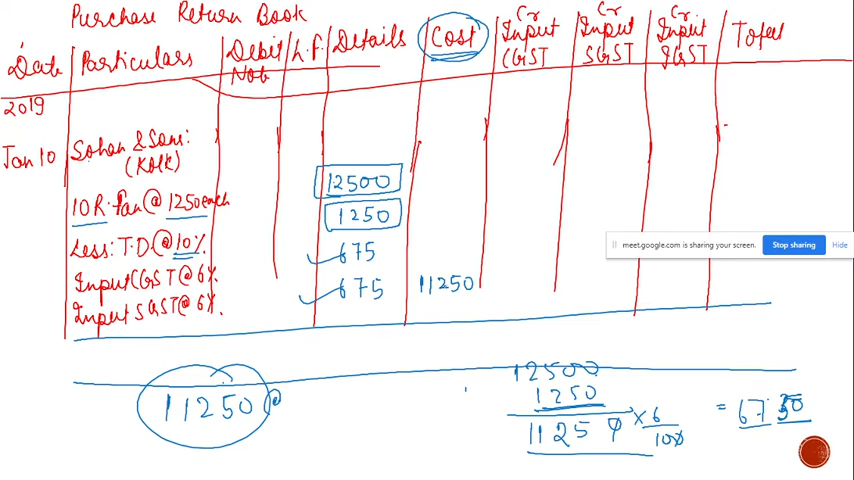 Purchase Return Book
Date Particulars Debit Note L.F. Details Cost Cr Input CGST Cr Input SGST Cr Input IGST Total
2019
Jan 10 Sohan & Sons:
(Kolk)
12500
10 R. Fan @ 1250 each
1250
Less: T.D @ 10% 675
Input CGST @ 6%. 675 11250
Input SGST @ 6%.
meet.google.com is sharing your screen. Stop sharing Hide
12500
1250
11250 @
11250 × 6/100 = 6750